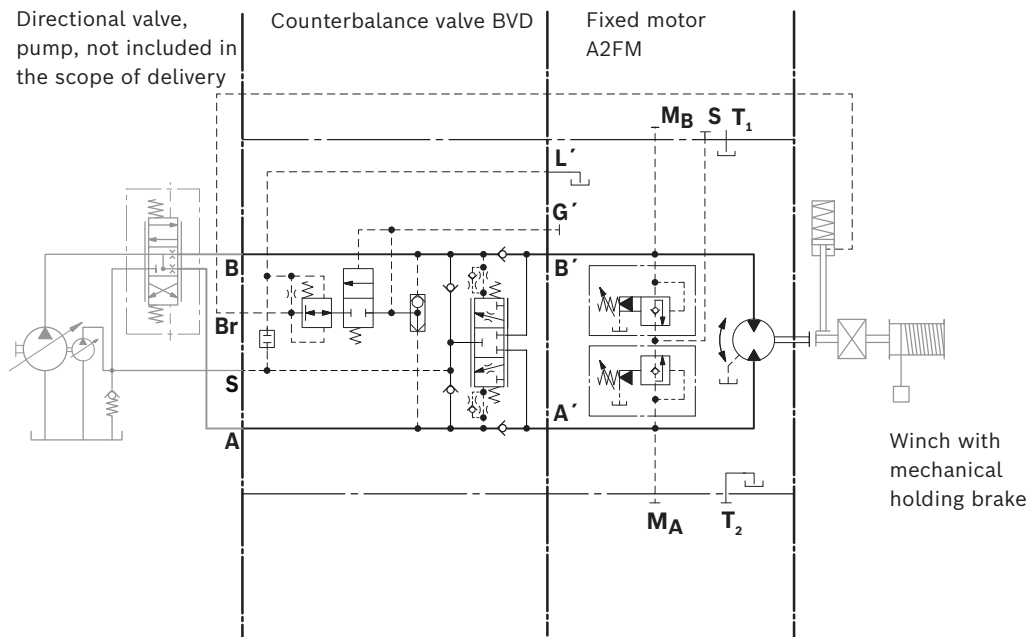 Directional valve,
pump, not included in
the scope of delivery
Counterbalance valve BVD
Fixed motor
A2FM
M_B S T₁
L´
G´
B B´
Br
S
A A´
M_A T₂
Winch with
mechanical
holding brake